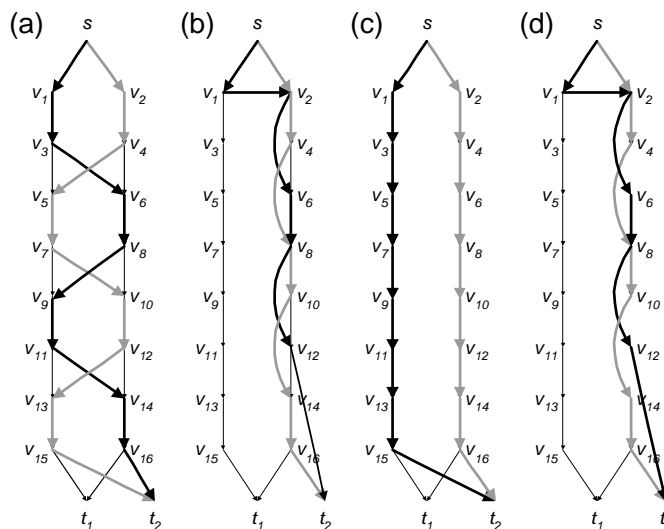 (a) (b) (c) (d)
s s s s
v1 v2 v1 v2 v1 v2 v1 v2
v3 v4 v3 v4 v3 v4 v3 v4
v5 v6 v5 v6 v5 v6 v5 v6
v7 v8 v7 v8 v7 v8 v7 v8
v9 v10 v9 v10 v9 v10 v9 v10
v11 v12 v11 v12 v11 v12 v11 v12
v13 v14 v13 v14 v13 v14 v13 v14
v15 v16 v15 v16 v15 v16 v15 v16
t1 t2 t1 t2 t1 t2 t1 t